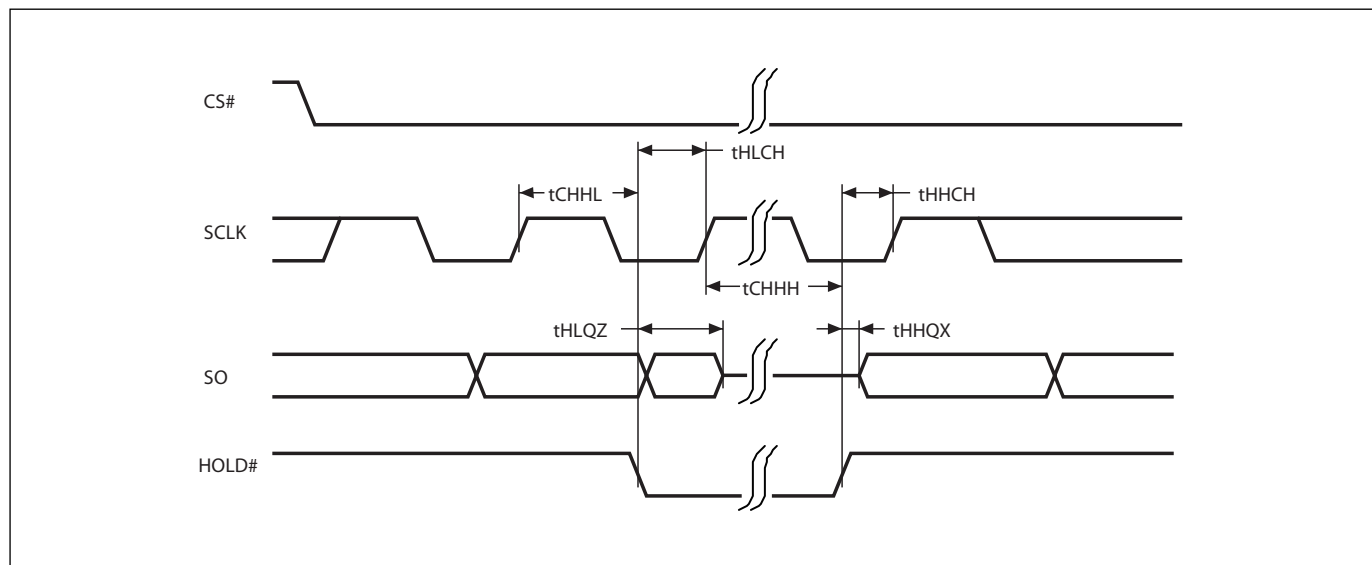 CS#
tHLCH
tCHHL
tHHCH
SCLK
tCHHH
tHLQZ
tHHQX
SO
HOLD#